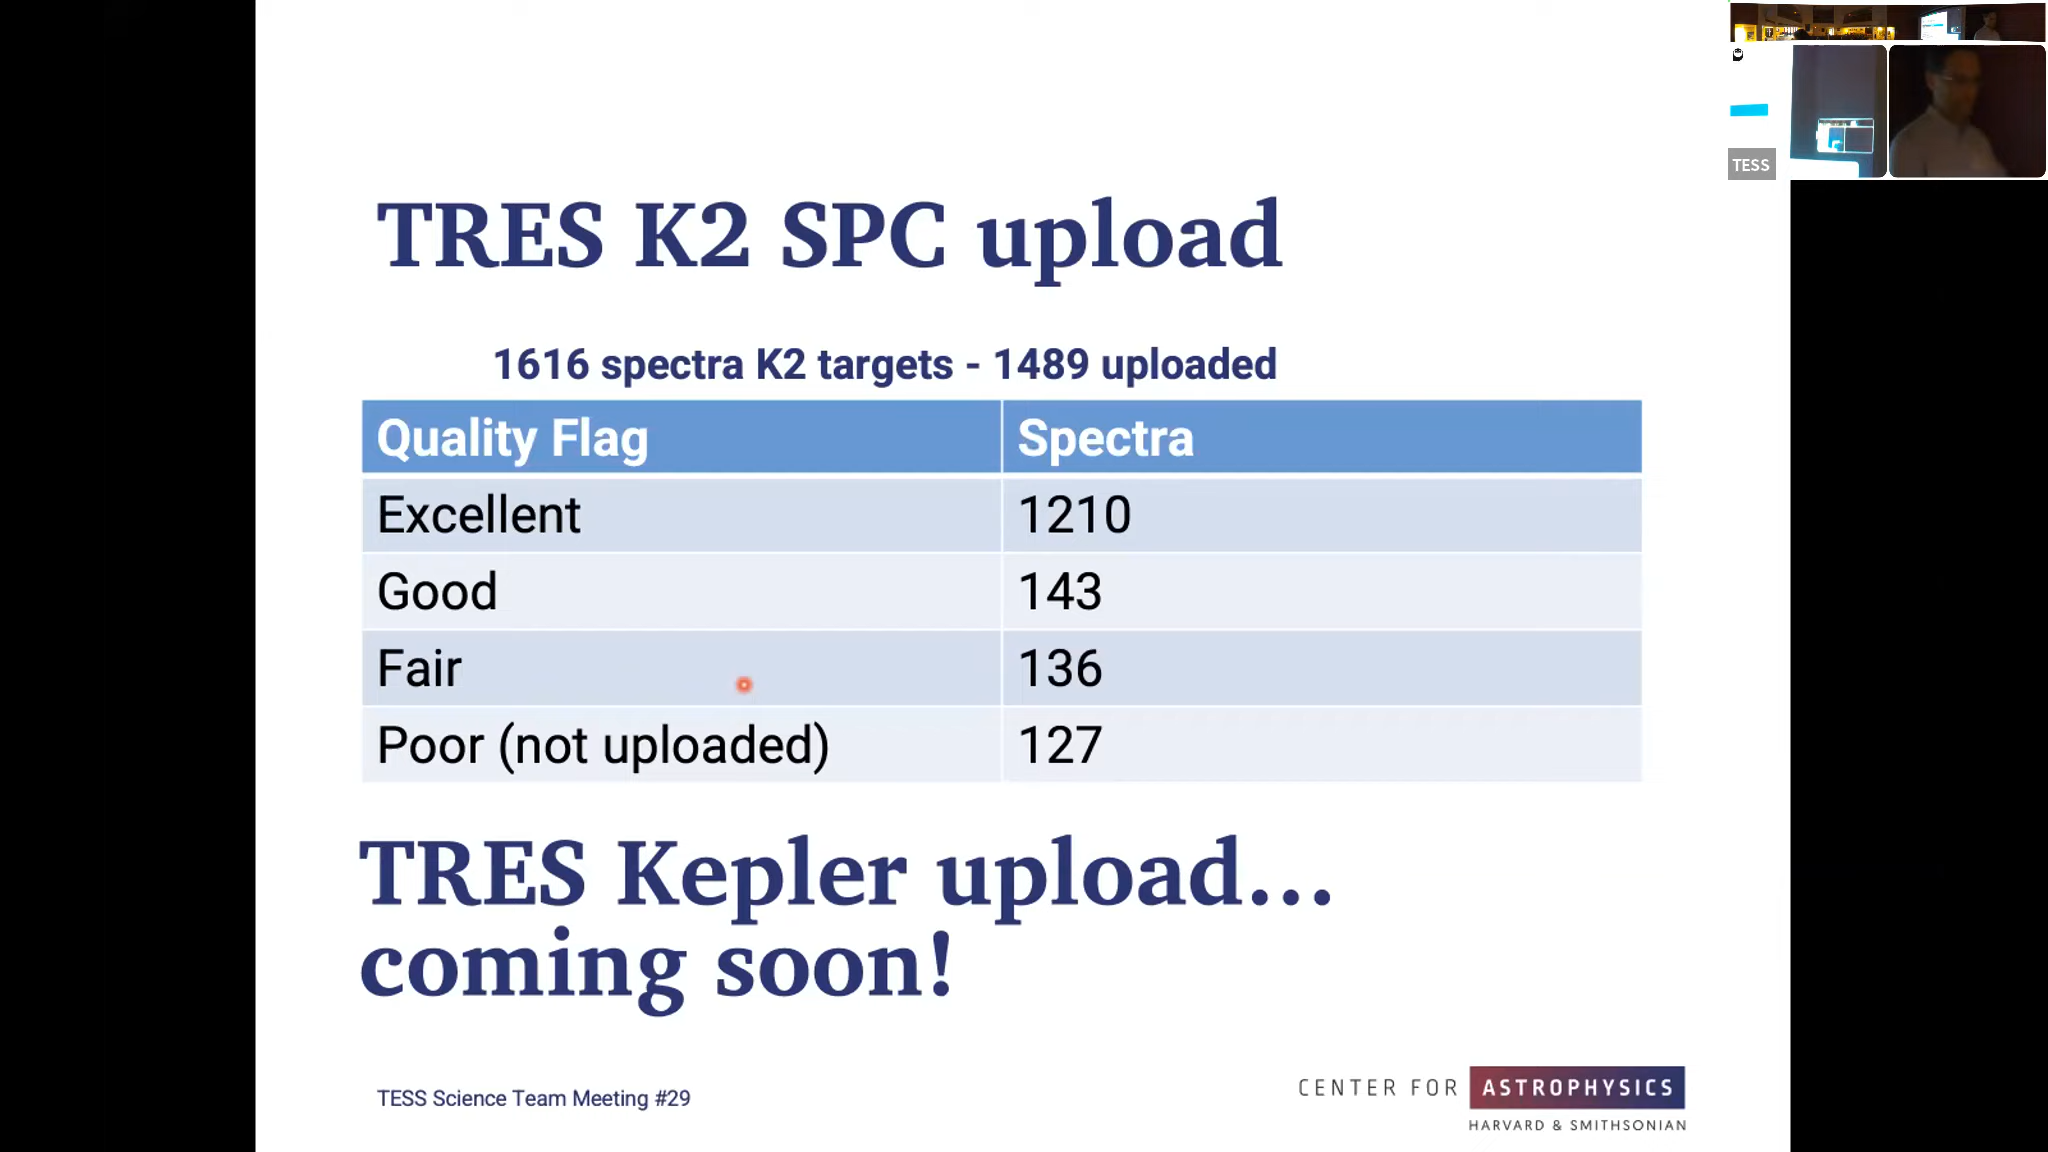 TRES K2 SPC upload
1616 spectra K2 targets - 1489 uploaded
Quality Flag Spectra
Excellent 1210
Good 143
Fair 136
Poor (not uploaded) 127
TRES Kepler upload...
coming soon!
TESS Science Team Meeting #29
CENTER FOR ASTROPHYSICS
HARVARD & SMITHSONIAN
TESS